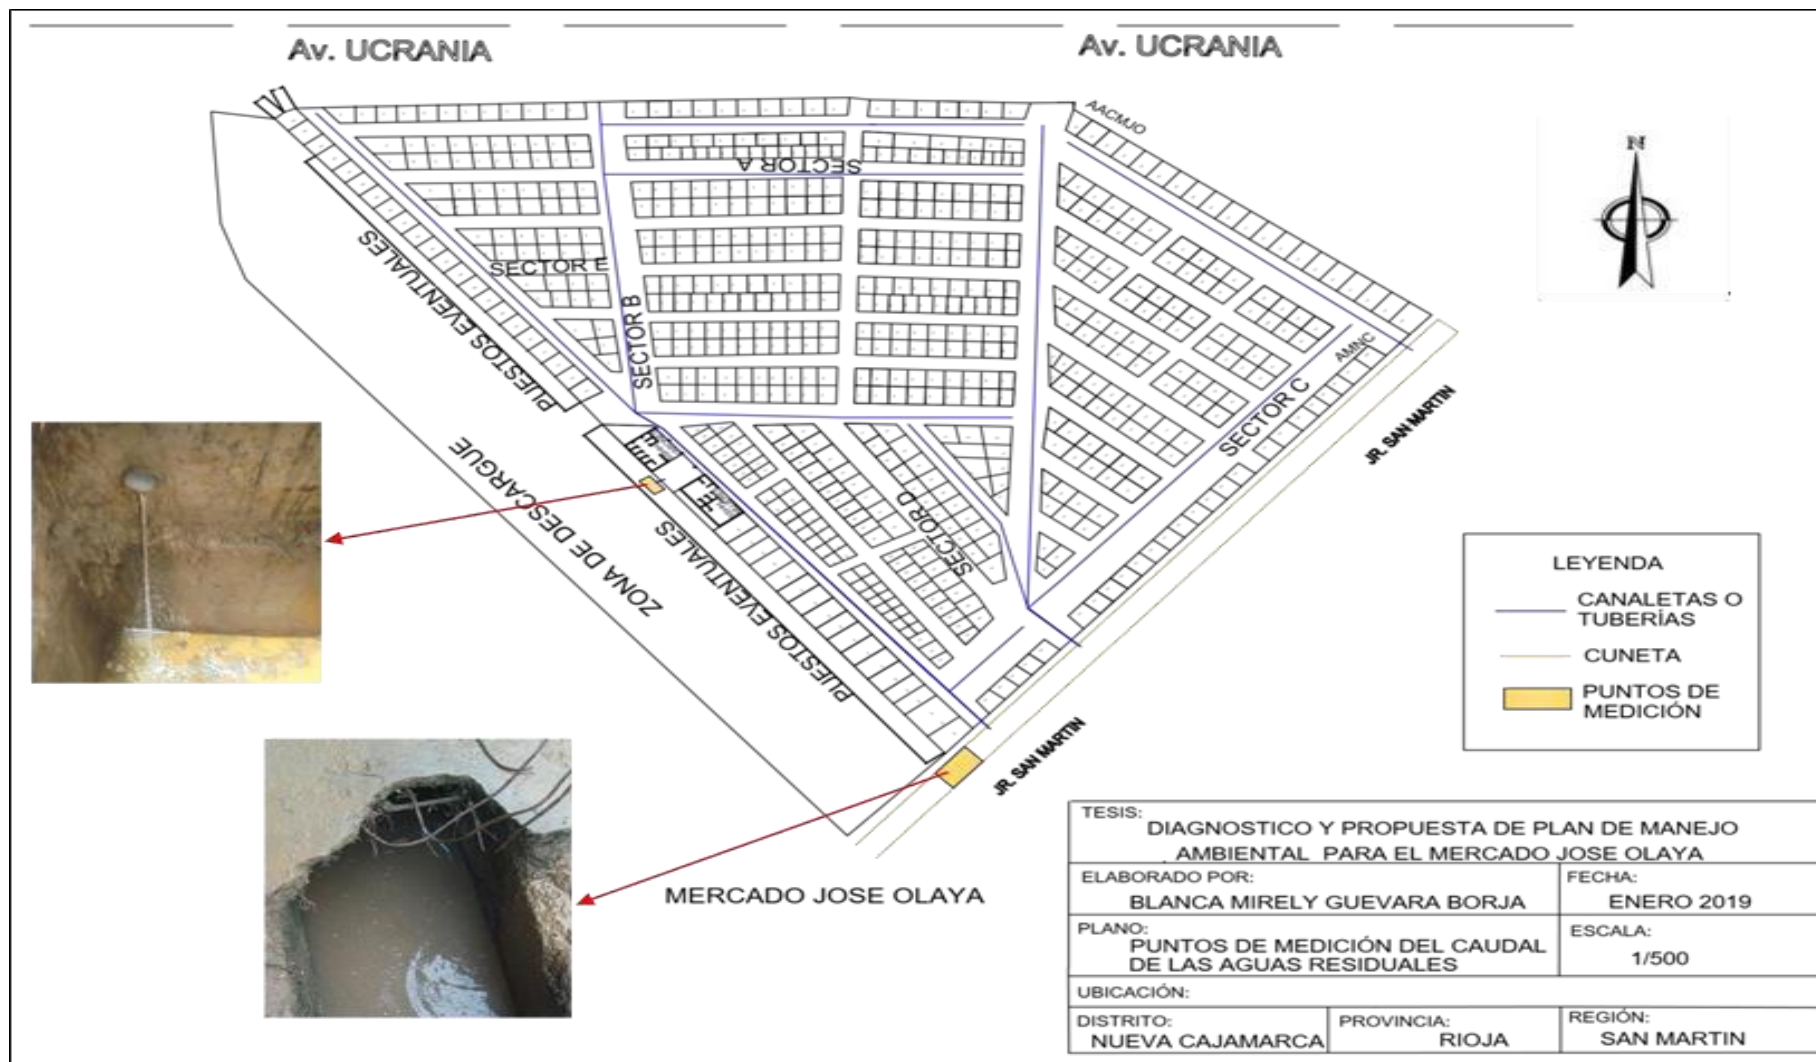 Av. UCRANIA
Av. UCRANIA
AACMJO
N
SECTOR A
PUESTOS EVENTUALES
SECTOR E
SECTOR B
AMNC
SECTOR C
JR. SAN MARTIN
ZONA DE DESCARGUE
SECTOR D
PUESTOS EVENTUALES
JR. SAN MARTIN
MERCADO JOSE OLAYA
LEYENDA
CANALETAS O
TUBERÍAS
CUNETA
PUNTOS DE
MEDICIÓN
TESIS:
DIAGNOSTICO Y PROPUESTA DE PLAN DE MANEJO
AMBIENTAL PARA EL MERCADO JOSE OLAYA
ELABORADO POR:
BLANCA MIRELY GUEVARA BORJA
FECHA:
ENERO 2019
PLANO:
PUNTOS DE MEDICIÓN DEL CAUDAL
DE LAS AGUAS RESIDUALES
ESCALA:
1/500
UBICACIÓN:
DISTRITO:
NUEVA CAJAMARCA
PROVINCIA:
RIOJA
REGIÓN:
SAN MARTIN